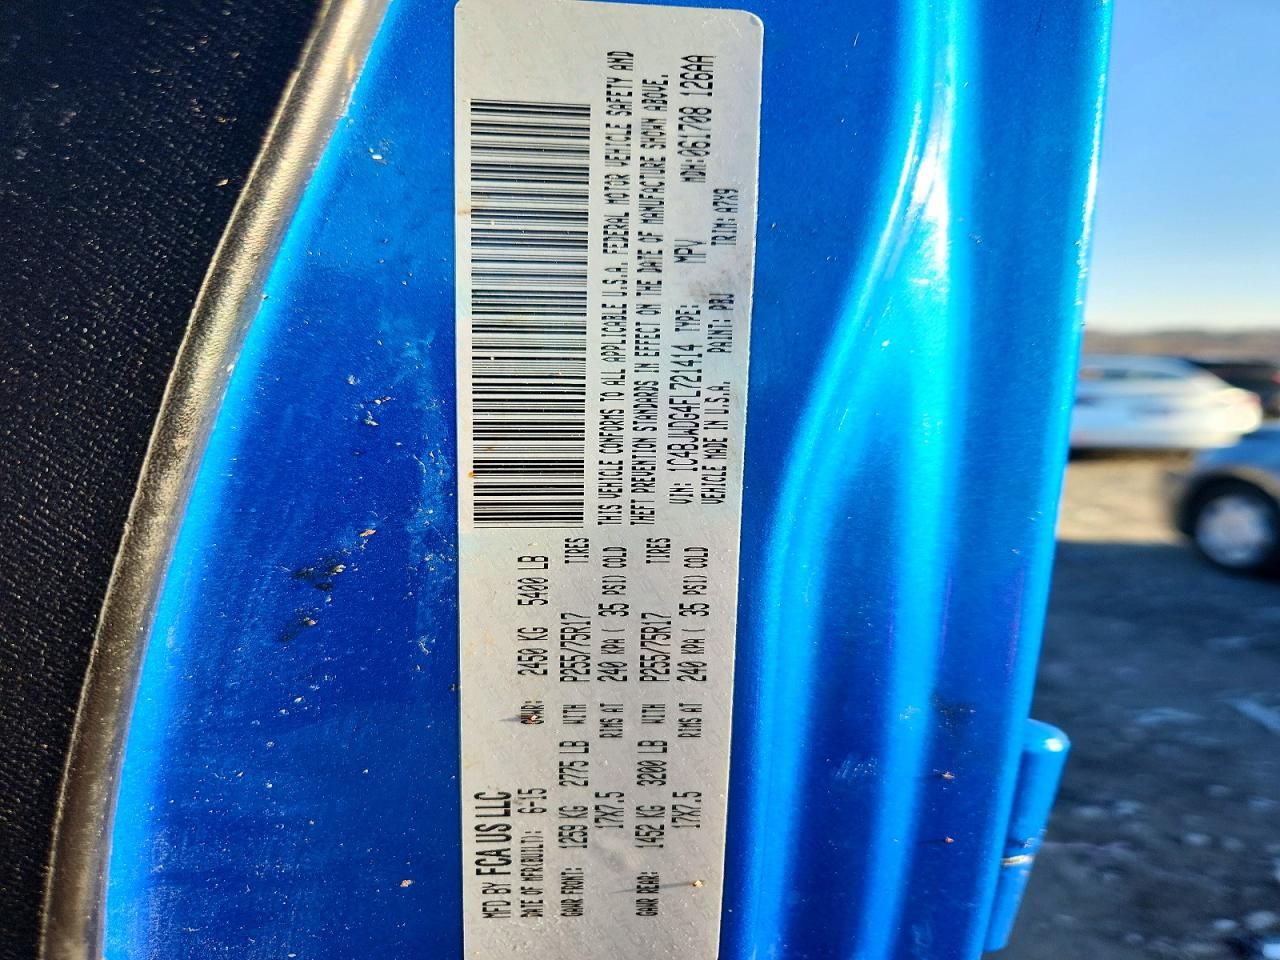 MFD BY FCA US LLC
DATE OF MFR(BUILT): 6-15 GVWR: 2450 KG 5400 LB
GAWR FRONT: 1259 KG 2775 LB WITH P255/75R17 TIRES
17X7.5 RIMS AT 240 KPA ( 35 PSI) COLD
GAWR REAR: 1452 KG 3200 LB WITH P255/75R17 TIRES
17X7.5 RIMS AT 240 KPA ( 35 PSI) COLD
THIS VEHICLE CONFORMS TO ALL APPLICABLE U.S.A. FEDERAL MOTOR VEHICLE SAFETY AND
THEFT PREVENTION STANDARDS IN EFFECT ON THE DATE OF MANUFACTURE SHOWN ABOVE.
VIN: 1C4BJWDG4FL721414 TYPE: MPV MDH:061708 126AA
VEHICLE MADE IN U.S.A. PAINT: PBJ TRIM: A7X9